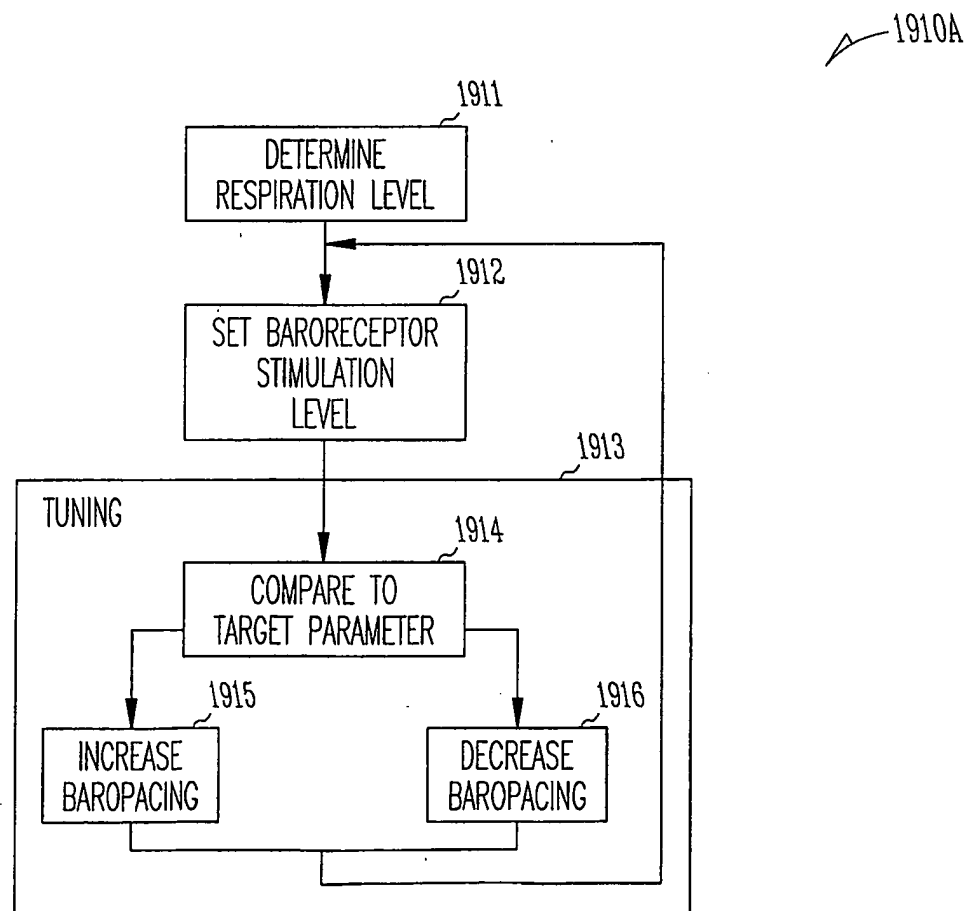 1910A
1911
DETERMINE
RESPIRATION LEVEL
1912
SET BARORECEPTOR
STIMULATION
LEVEL
1913
TUNING
1914
COMPARE TO
TARGET PARAMETER
1915
INCREASE
BAROPACING
1916
DECREASE
BAROPACING